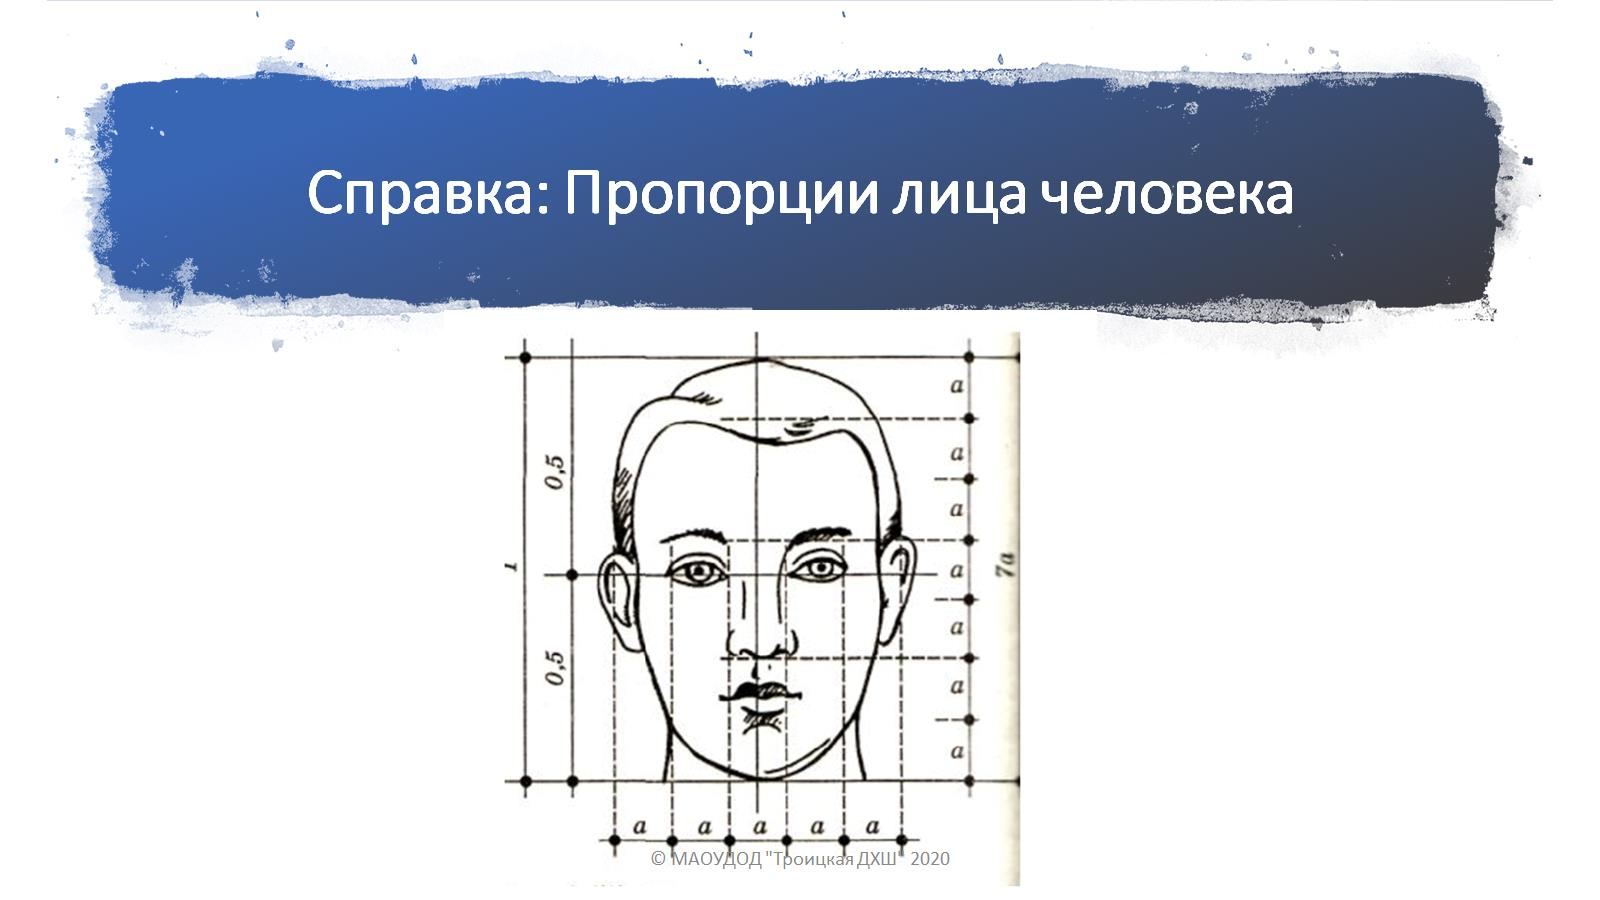 Справка: Пропорции лица человека
a
0,5
a
a
1
a
7a
a
0,5
a
a
a a a a a
© МАОУДОД "Троицкая ДХШ" 2020